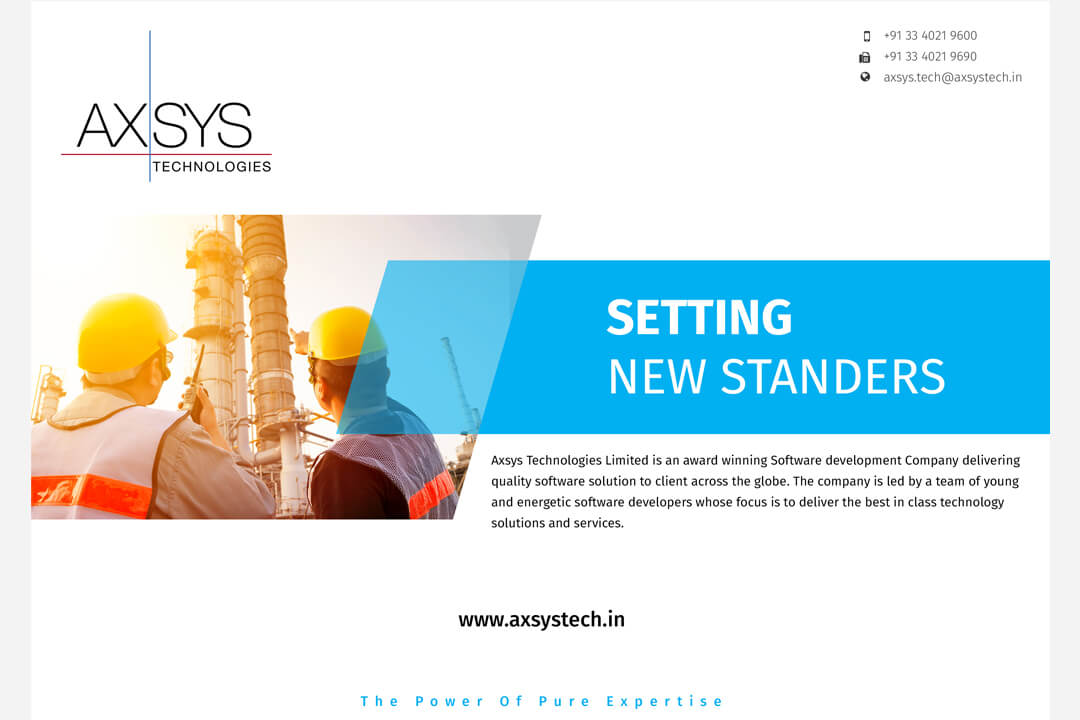 +91 33 4021 9600
+91 33 4021 9690
axsys.tech@axsystech.in
AXSYS
TECHNOLOGIES
SETTING
NEW STANDERS
Axsys Technologies Limited is an award winning Software development Company delivering
quality software solution to client across the globe. The company is led by a team of young
and energetic software developers whose focus is to deliver the best in class technology
solutions and services.
www.axsystech.in
The Power Of Pure Expertise